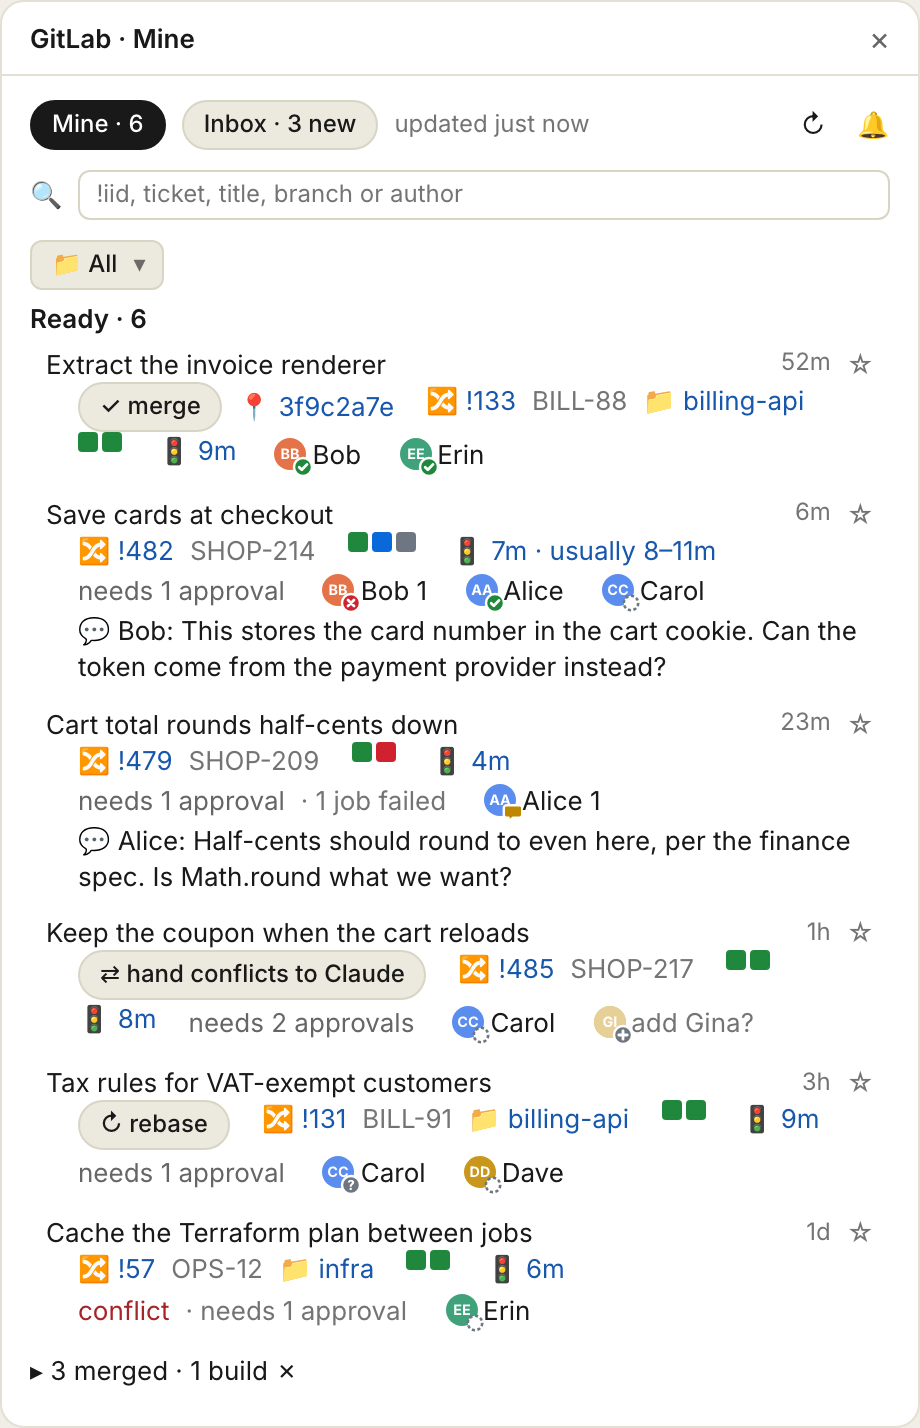 GitLab · Mine ×
Mine · 6 Inbox · 3 new updated just now
!iid, ticket, title, branch or author
All ▾
Ready · 6
Extract the invoice renderer 52m ☆
✓ merge 3f9c2a7e !133 BILL-88 billing-api
9m BB Bob EE Erin
Save cards at checkout 6m ☆
!482 SHOP-214 7m · usually 8–11m
needs 1 approval BB Bob 1 AA Alice CC Carol
Bob: This stores the card number in the cart cookie. Can the
token come from the payment provider instead?
Cart total rounds half-cents down 23m ☆
!479 SHOP-209 4m
needs 1 approval · 1 job failed AA Alice 1
Alice: Half-cents should round to even here, per the finance
spec. Is Math.round what we want?
Keep the coupon when the cart reloads 1h ☆
⇄ hand conflicts to Claude !485 SHOP-217
8m needs 2 approvals CC Carol GI add Gina?
Tax rules for VAT-exempt customers 3h ☆
↻ rebase !131 BILL-91 billing-api 9m
needs 1 approval CC ? Carol DD Dave
Cache the Terraform plan between jobs 1d ☆
!57 OPS-12 infra 6m
conflict · needs 1 approval EE Erin
▸ 3 merged · 1 build ×